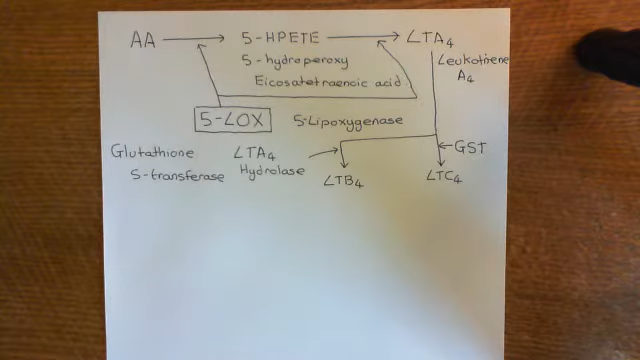 AA → 5-HPETE → LTA4
5-hydroperoxy
Eicosatetraenoic acid
Leukotriene
A4
5-LOX
5-Lipoxygenase
Glutathione
S-transferase
LTA4
Hydrolase
GST
LTB4
LTC4